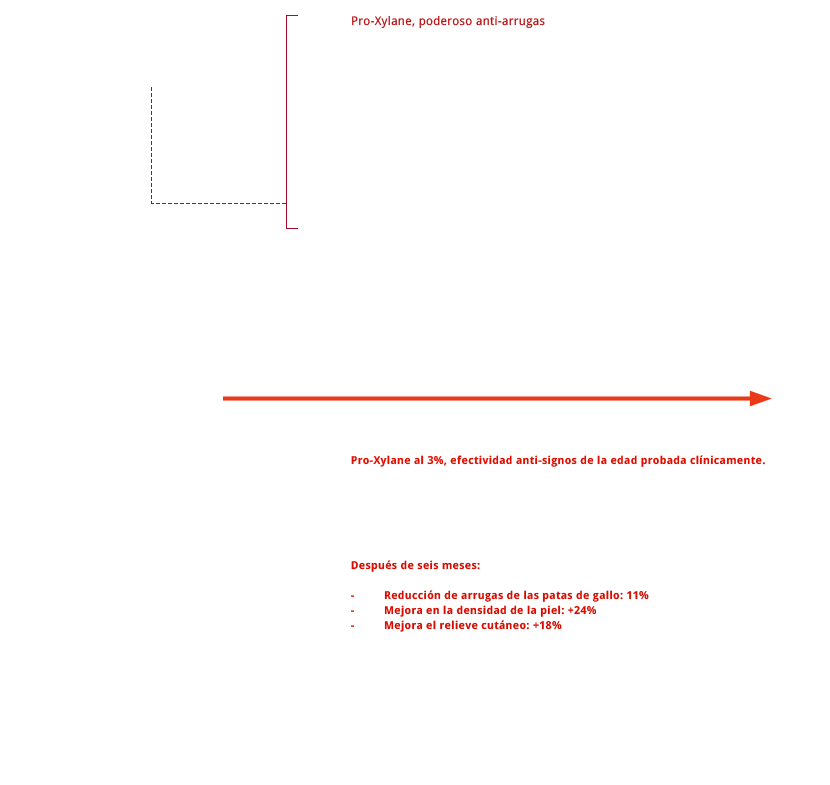 Pro-Xylane, poderoso anti-arrugas
Pro-Xylane al 3%, efectividad anti-signos de la edad probada clínicamente.
Después de seis meses:
- Reducción de arrugas de las patas de gallo: 11%
- Mejora en la densidad de la piel: +24%
- Mejora el relieve cutáneo: +18%